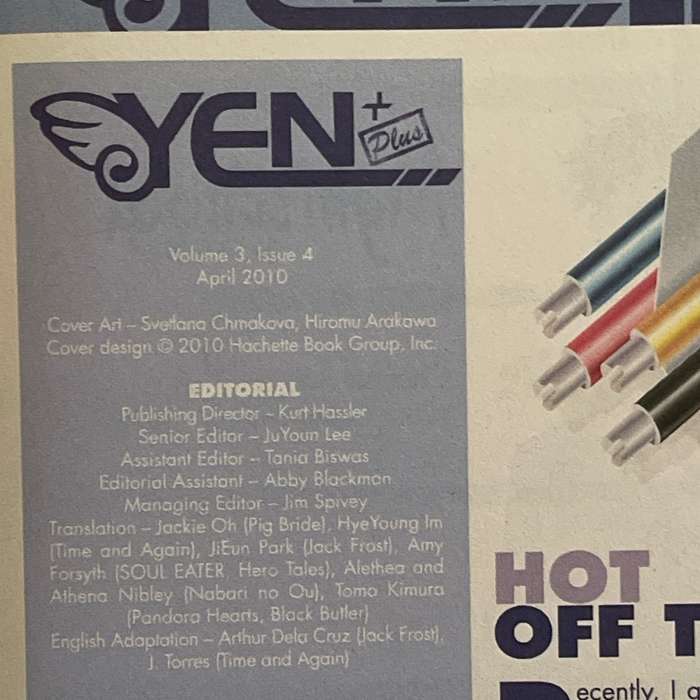 YEN+
Plus
Volume 3, Issue 4
April 2010
Cover Art – Svetlana Chmakova, Hiromu Arakawa
Cover design © 2010 Hachette Book Group, Inc.
EDITORIAL
Publishing Director – Kurt Hassler
Senior Editor – JuYoun Lee
Assistant Editor – Tania Biswas
Editorial Assistant – Abby Blackman
Managing Editor – Jim Spivey
Translation – Jackie Oh (Pig Bride), HyeYoung Im
(Time and Again), JiEun Park (Jack Frost), Amy
Forsyth (SOUL EATER, Hero Tales), Alethea and
Athena Nibley (Nabari no Ou), Tomo Kimura
(Pandora Hearts, Black Butler)
English Adaptation – Arthur Dela Cruz (Jack Frost),
J. Torres (Time and Again)
HOT
OFF T
ecently, I